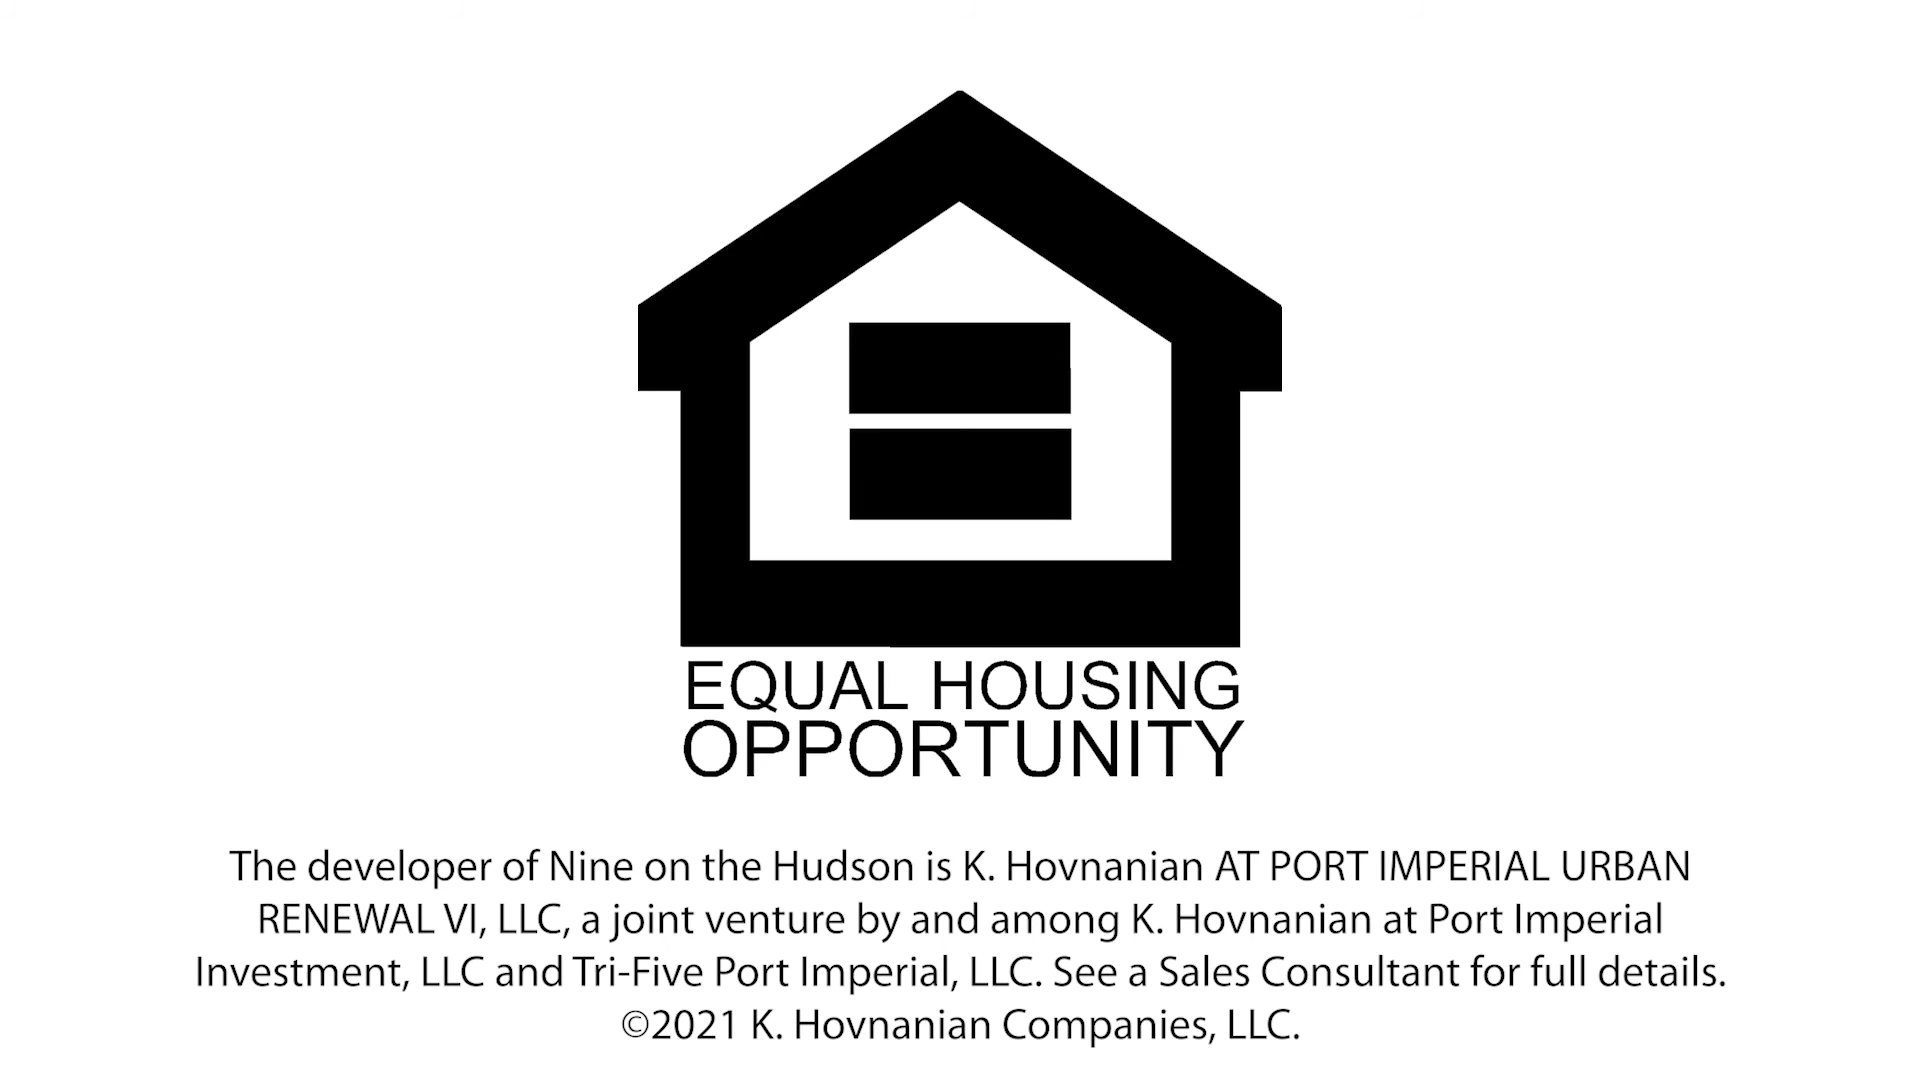 EQUAL HOUSING
OPPORTUNITY
The developer of Nine on the Hudson is K. Hovnanian AT PORT IMPERIAL URBAN
RENEWAL VI, LLC, a joint venture by and among K. Hovnanian at Port Imperial
Investment, LLC and Tri-Five Port Imperial, LLC. See a Sales Consultant for full details.
©2021 K. Hovnanian Companies, LLC.